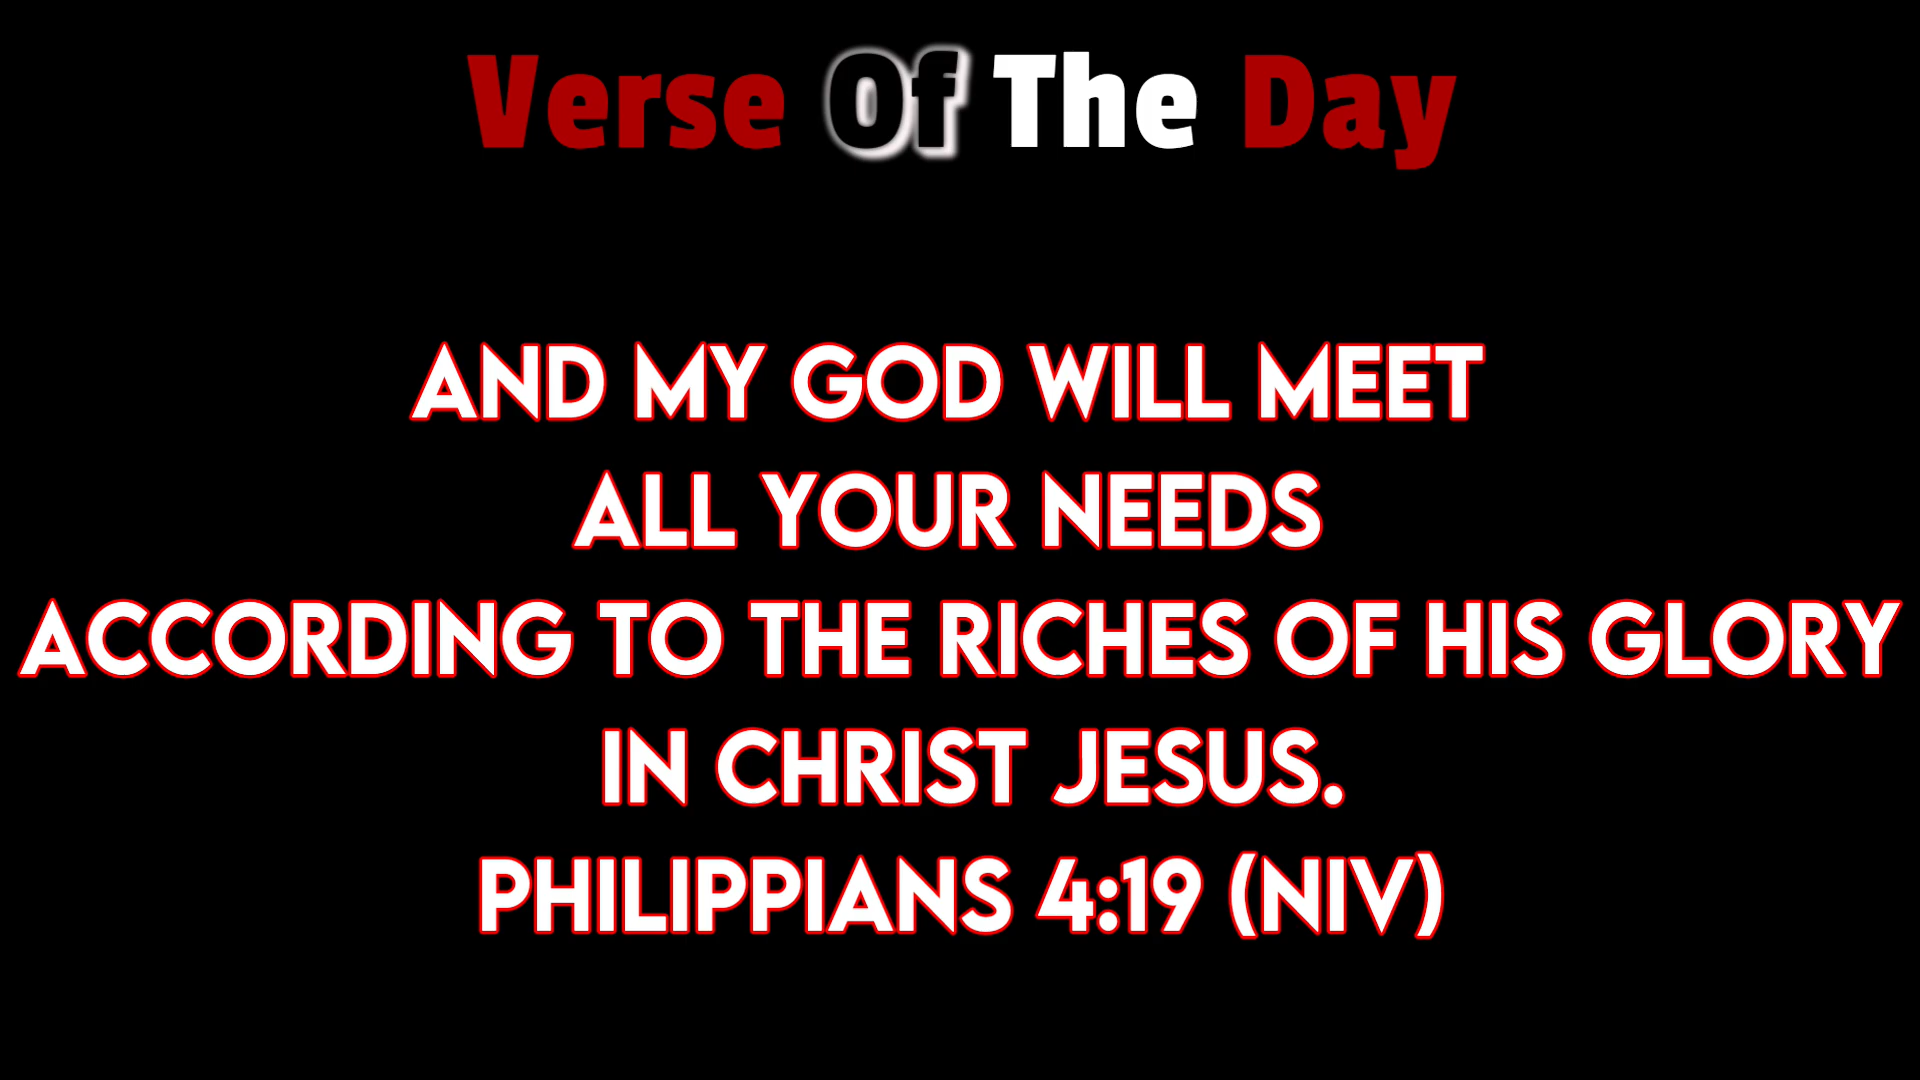 Verse Of The Day
AND MY GOD WILL MEET
ALL YOUR NEEDS
ACCORDING TO THE RICHES OF HIS GLORY
IN CHRIST JESUS.
PHILIPPIANS 4:19 (NIV)